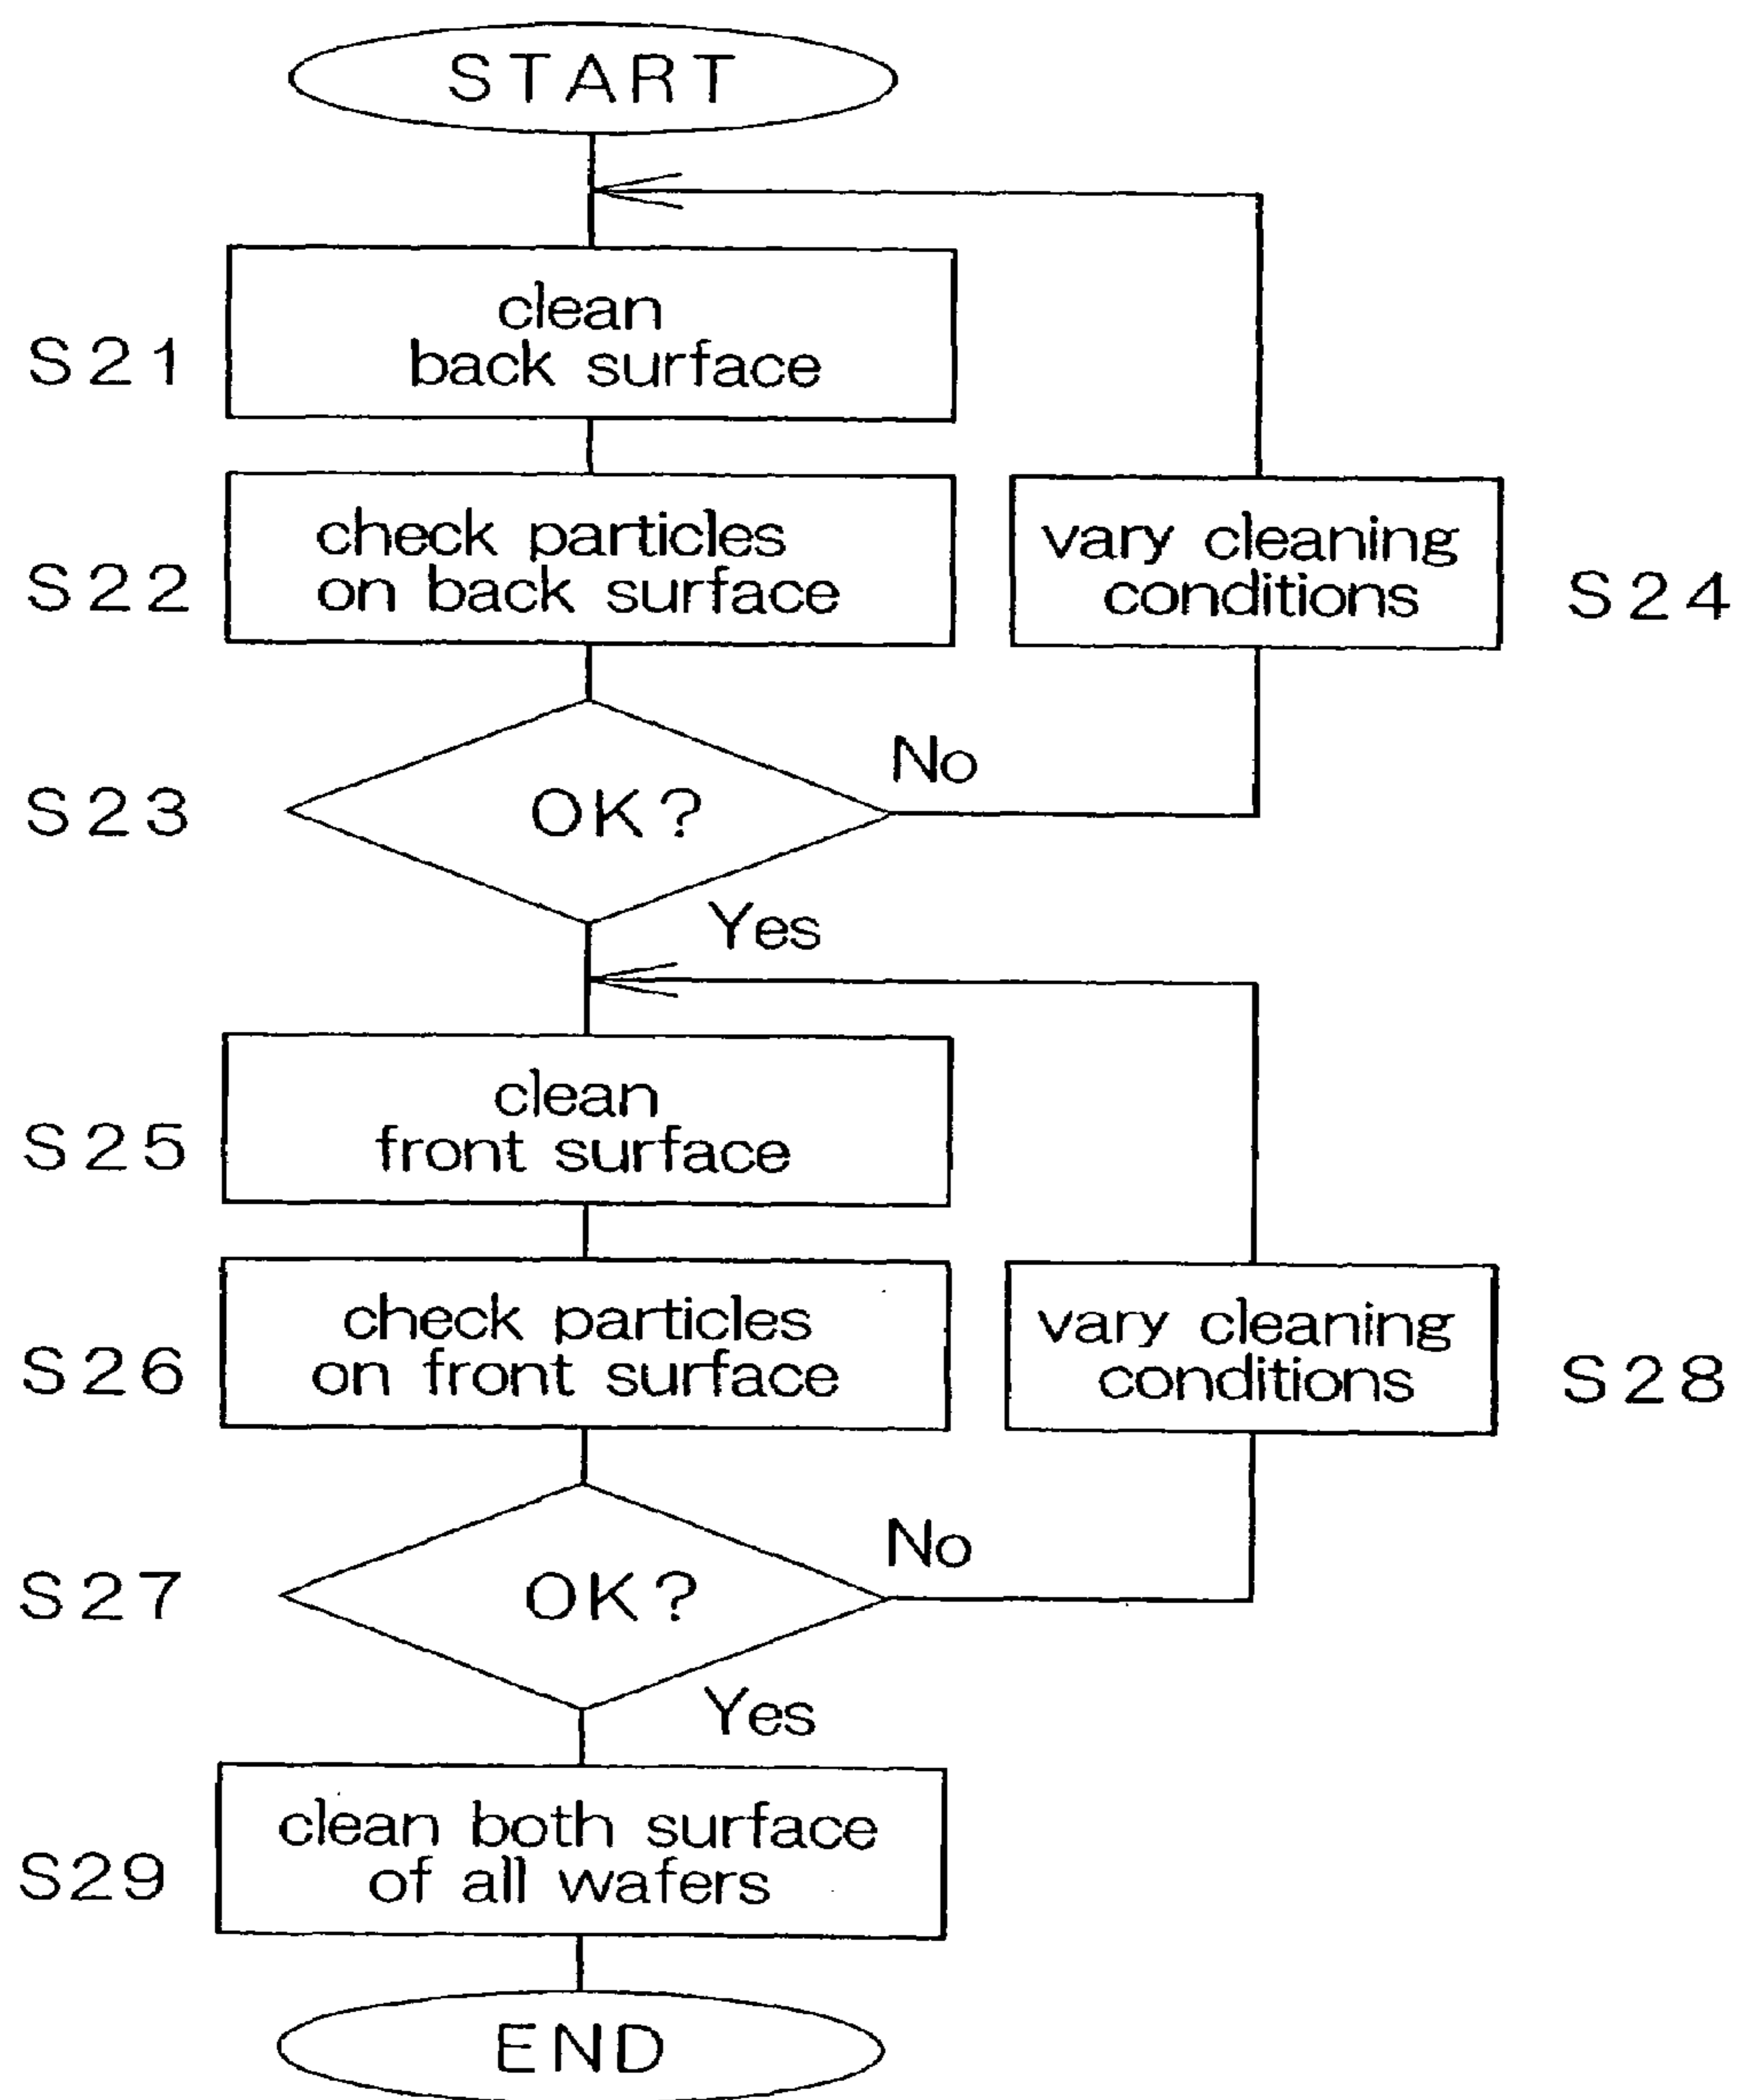 START
clean
back surface
S21
check particles
on back surface
S22
vary cleaning
conditions
S24
OK?
S23
No
Yes
clean
front surface
S25
check particles
on front surface
S26
vary cleaning
conditions
S28
OK?
S27
No
Yes
clean both surface
of all wafers
S29
END